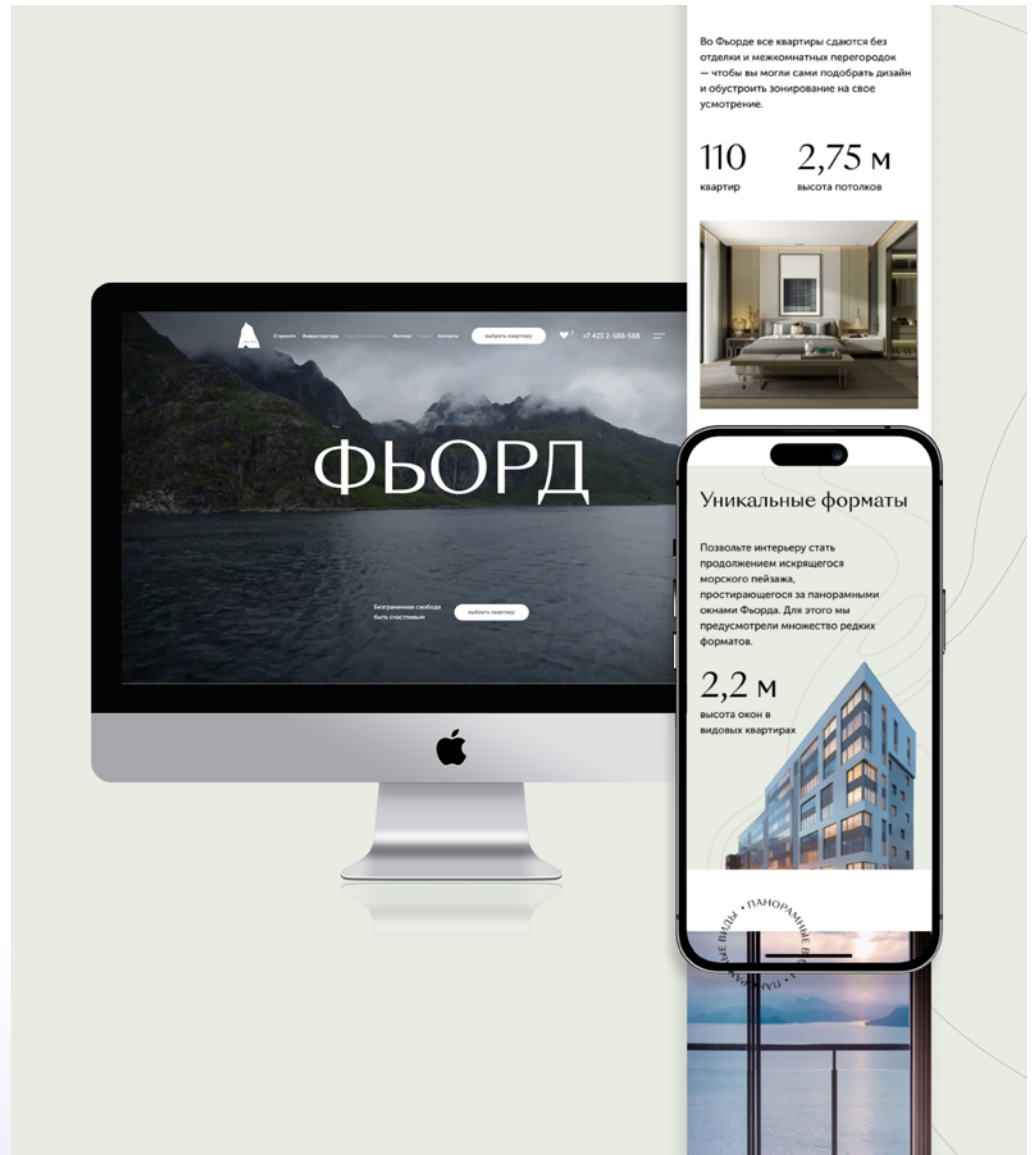 Во Фьорде все квартиры сдаются без
отделки и межкомнатных перегородок
— чтобы вы могли сами подобрать дизайн
и обустроить зонирование на свое
усмотрение.
110
квартир
2,75 м
высота потолков
О проекте Инфраструктура
Контакты
выбрать квартиру
+7 423 2-588-588
ФЬОРД
Безграничная свобода
быть счастливым
выбрать квартиру
Уникальные форматы
Позвольте интерьеру стать
продолжением искрящегося
морского пейзажа,
простирающегося за панорамными
окнами Фьорда. Для этого мы
предусмотрели множество редких
форматов.
2,2 м
высота окон в
видовых квартирах
• ПАНОРАМНЫЕ ВИДЫ